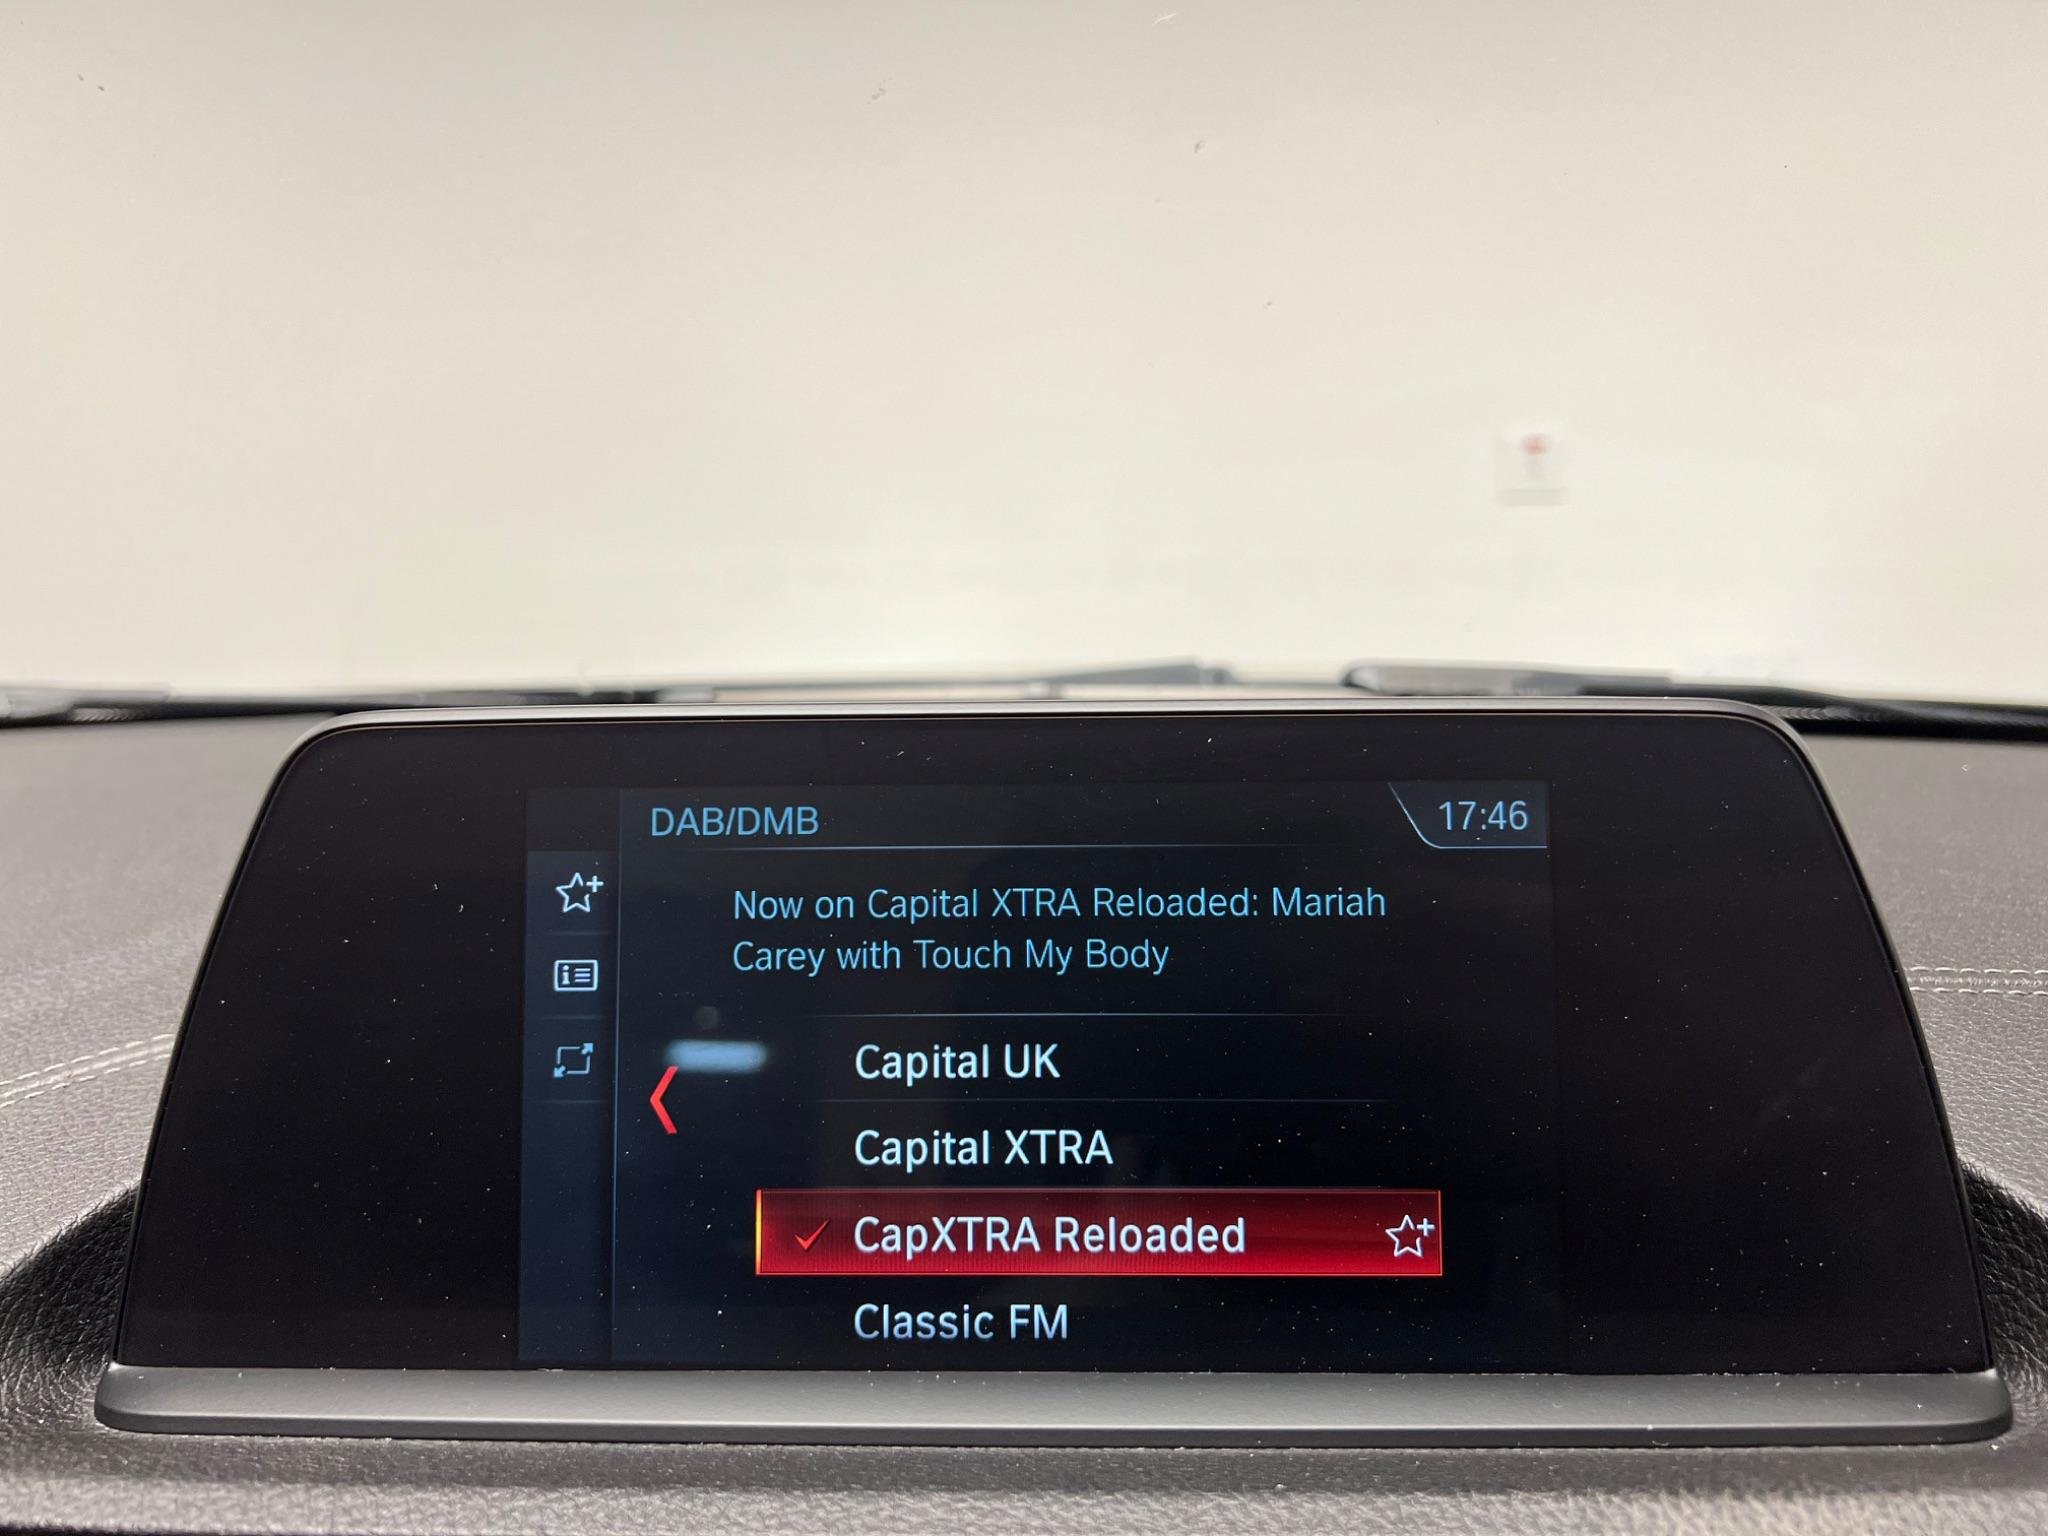 DAB/DMB
17:46
Now on Capital XTRA Reloaded: Mariah
Carey with Touch My Body
Capital UK
Capital XTRA
CapXTRA Reloaded
Classic FM